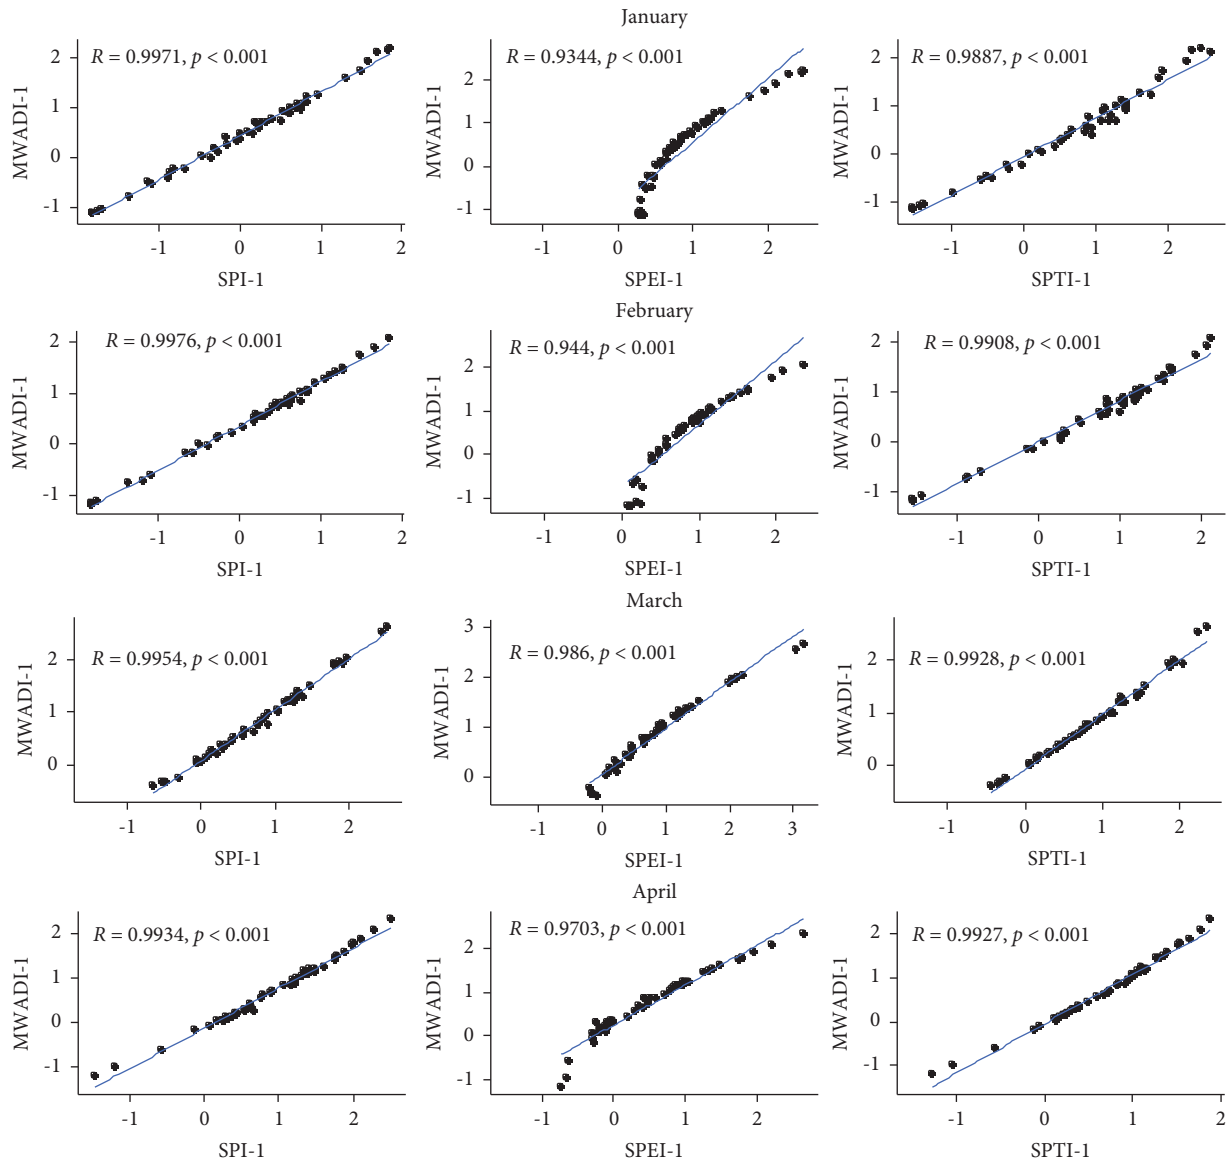 January
R = 0.9971, p < 0.001
R = 0.9344, p < 0.001
R = 0.9887, p < 0.001
MWADI-1
MWADI-1
MWADI-1
2
1
0
-1
2
1
0
-1
2
1
0
-1
-1 0 1 2
-1 0 1 2
-1 0 1 2
SPI-1
SPEI-1
SPTI-1
February
R = 0.9976, p < 0.001
R = 0.944, p < 0.001
R = 0.9908, p < 0.001
MWADI-1
MWADI-1
MWADI-1
2
1
0
-1
2
1
0
-1
2
1
0
-1
-1 0 1 2
-1 0 1 2
-1 0 1 2
SPI-1
SPEI-1
SPTI-1
March
R = 0.9954, p < 0.001
R = 0.986, p < 0.001
R = 0.9928, p < 0.001
MWADI-1
MWADI-1
MWADI-1
2
1
0
3
2
1
0
2
1
0
-1 0 1 2
-1 0 1 2 3
-1 0 1 2
SPI-1
SPEI-1
SPTI-1
April
R = 0.9934, p < 0.001
R = 0.9703, p < 0.001
R = 0.9927, p < 0.001
MWADI-1
MWADI-1
MWADI-1
2
1
0
-1
2
1
0
-1
2
1
0
-1
-1 0 1 2
-1 0 1 2
-1 0 1 2
SPI-1
SPEI-1
SPTI-1